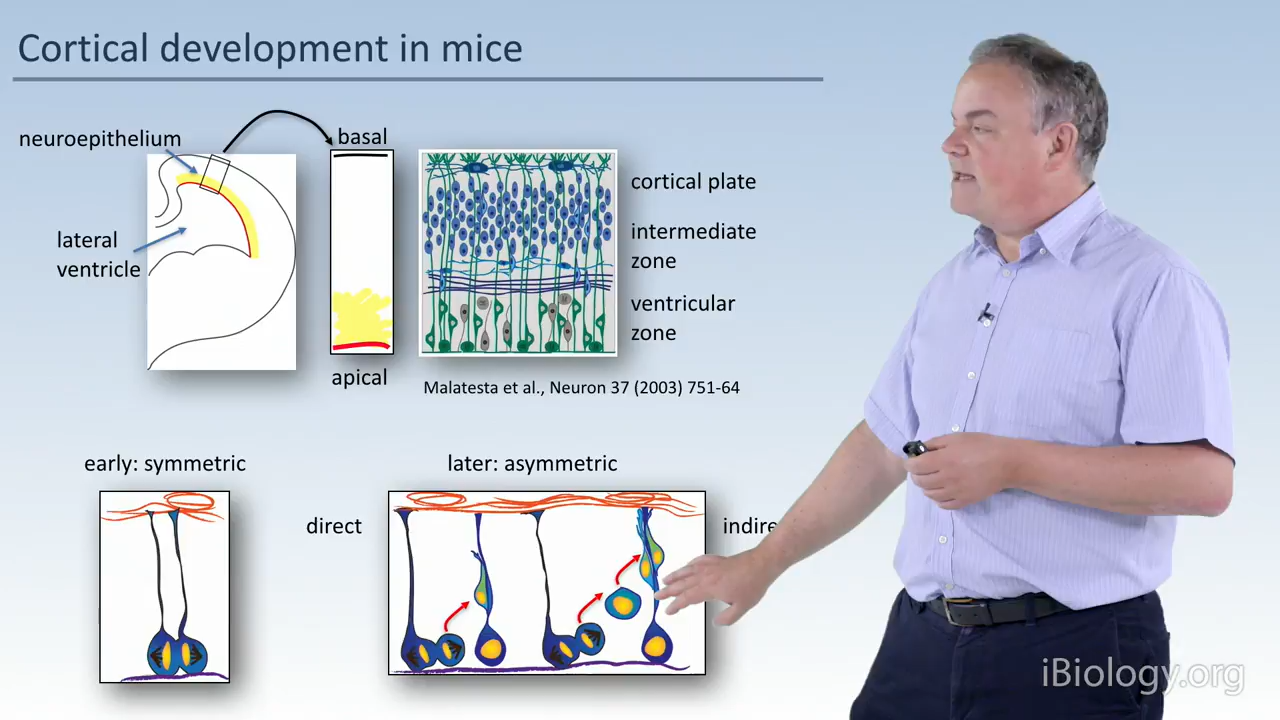 Cortical development in mice
neuroepithelium
basal
lateral
ventricle
apical
cortical plate
intermediate
zone
ventricular
zone
Malatesta et al., Neuron 37 (2003) 751-64
early: symmetric
later: asymmetric
direct
indire
iBiology.org